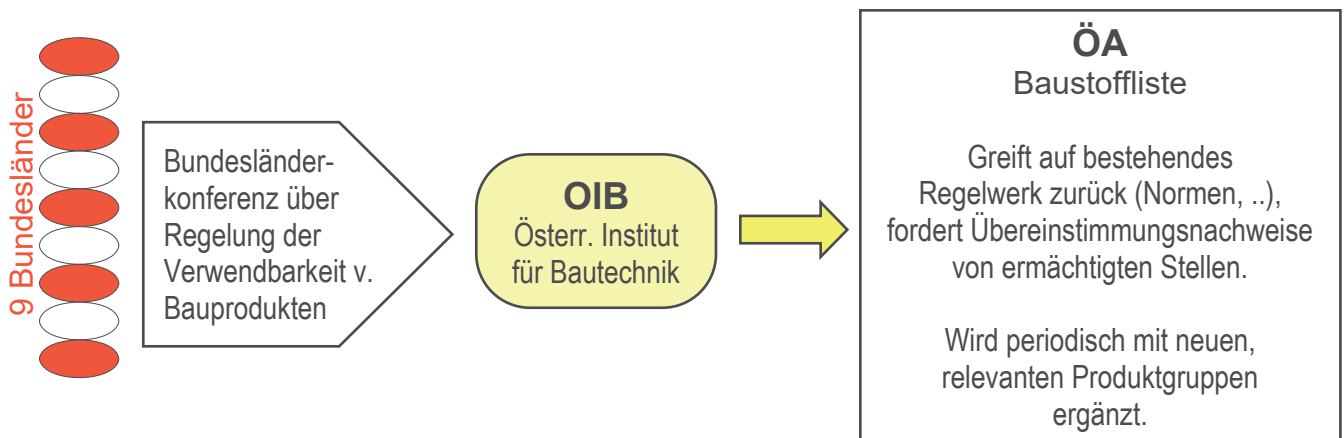 9 Bundesländer
Bundesländer-
konferenz über
Regelung der
Verwendbarkeit v.
Bauprodukten
OIB
Österr. Institut
für Bautechnik
ÖA
Baustoffliste
Greift auf bestehendes
Regelwerk zurück (Normen, ..),
fordert Übereinstimmungsnachweise
von ermächtigten Stellen.
Wird periodisch mit neuen,
relevanten Produktgruppen
ergänzt.